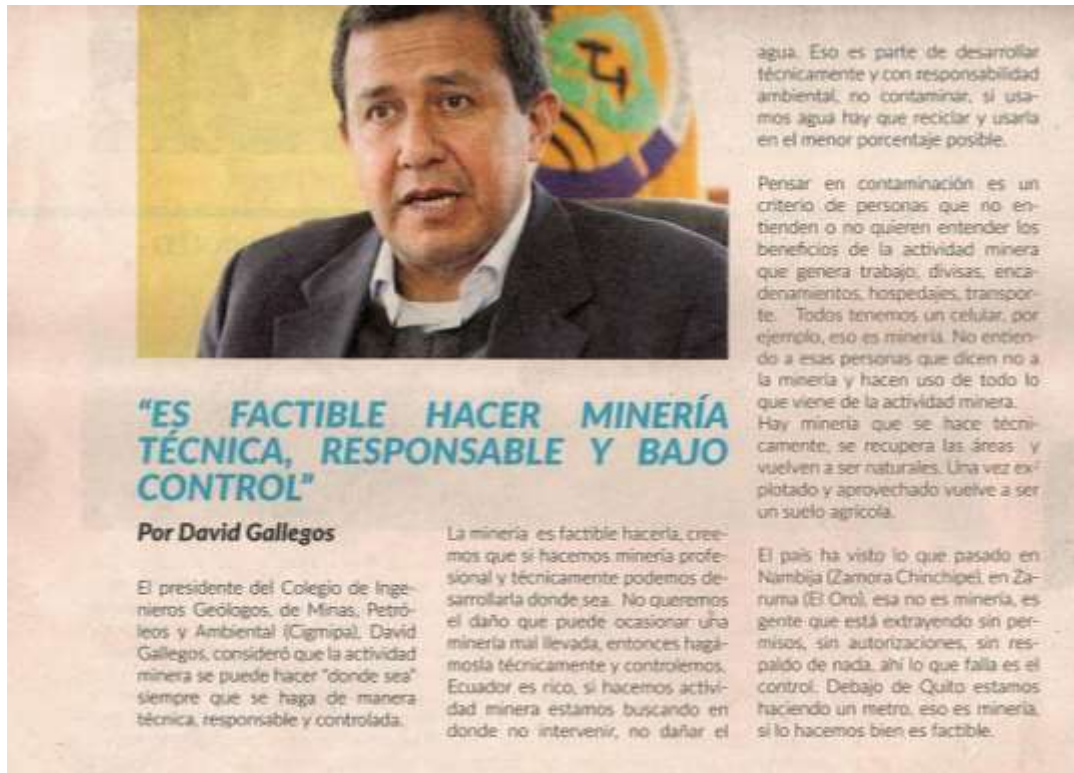 “ES FACTIBLE HACER MINERÍA
TÉCNICA, RESPONSABLE Y BAJO
CONTROL”
Por David Gallegos
El presidente del Colegio de Inge-
nieros Geólogos, de Minas, Petró-
leos y Ambiental (Cigmipa), David
Gallegos, consideró que la actividad
minera se puede hacer “donde sea”
siempre que se haga de manera
técnica, responsable y controlada.
La minería es factible hacerla, cree-
mos que si hacemos minería profe-
sional y técnicamente podemos de-
sarrollarla donde sea. No queremos
el daño que puede ocasionar una
minería mal llevada, entonces hagá-
mosla técnicamente y controlemos.
Ecuador es rico, si hacemos activi-
dad minera estamos buscando en
donde no intervenir, no dañar el
agua. Eso es parte de desarrollar
técnicamente y con responsabilidad
ambiental, no contaminar, si usa-
mos agua hay que reciclar y usarla
en el menor porcentaje posible.
Pensar en contaminación es un
criterio de personas que no en-
tienden o no quieren entender los
beneficios de la actividad minera
que genera trabajo, divisas, enca-
denamientos, hospedajes, transpor-
te. Todos tenemos un celular, por
ejemplo, eso es minería. No entien-
do a esas personas que dicen no a
la minería y hacen uso de todo lo
que viene de la actividad minera.
Hay minería que se hace técni-
camente, se recupera las áreas y
vuelven a ser naturales. Una vez ex-
plotado y aprovechado vuelve a ser
un suelo agrícola.
El país ha visto lo que pasado en
Nambija (Zamora Chinchipe), en Za-
ruma (El Oro), esa no es minería, es
gente que está extrayendo sin per-
misos, sin autorizaciones, sin res-
paldo de nada, ahí lo que falla es el
control. Debajo de Quito estamos
haciendo un metro, eso es minería,
si lo hacemos bien es factible.